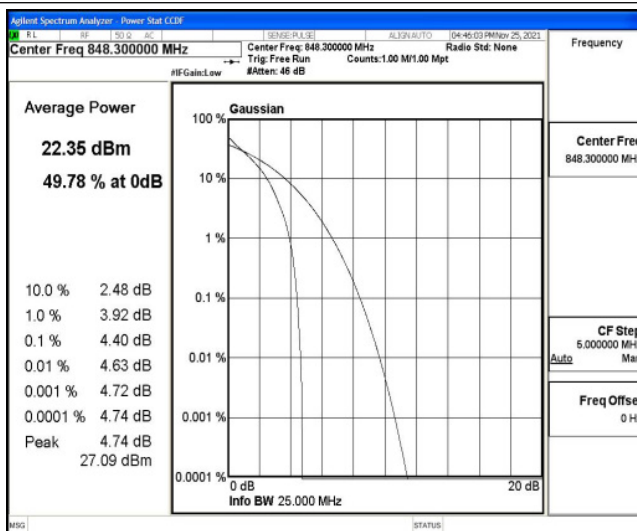 Agilent Spectrum Analyzer - Power Stat CCDF
RL RF 50 Ω AC SENSE:PULSE ALIGN AUTO 04:46:03 PM Nov 25, 2021
Center Freq 848.300000 MHz
Center Freq: 848.300000 MHz Radio Std: None
Trig: Free Run Counts:1.00 M/1.00 Mpt
#IFGain:Low #Atten: 46 dB
Frequency
Average Power
22.35 dBm
49.78 % at 0dB
10.0 % 2.48 dB
1.0 % 3.92 dB
0.1 % 4.40 dB
0.01 % 4.63 dB
0.001 % 4.72 dB
0.0001 % 4.74 dB
Peak 4.74 dB
27.09 dBm
Gaussian
100 %
10 %
1 %
0.1 %
0.01 %
0.001 %
0.0001 %
0 dB 20 dB
Info BW 25.000 MHz
Center Fre
848.300000 MH
CF Step
5.000000 MH
Auto Ma
Freq Offse
0 H
MSG STATUS